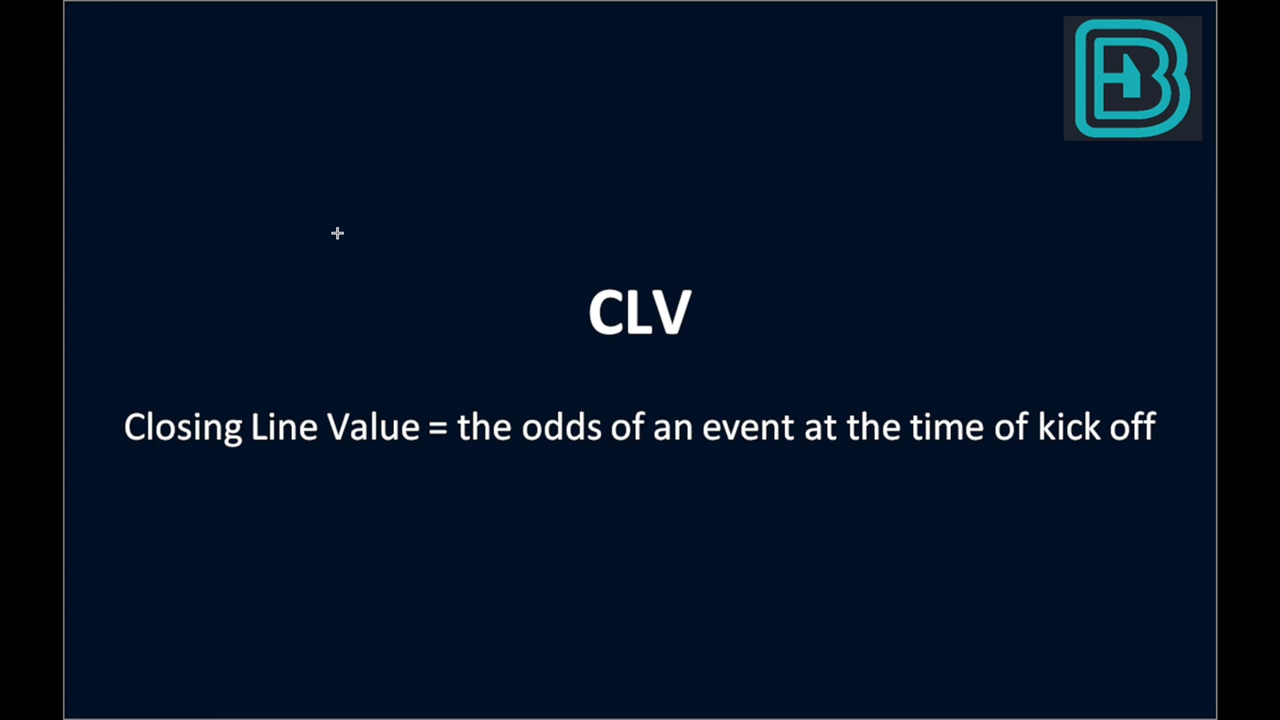 CLV
Closing Line Value = the odds of an event at the time of kick off